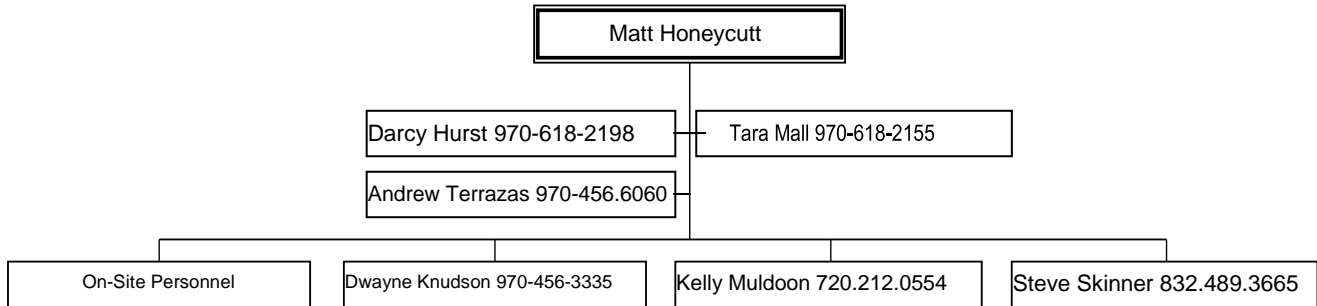 Matt Honeycutt
Darcy Hurst 970-618-2198
Tara Mall 970-618-2155
Andrew Terrazas 970-456.6060
On-Site Personnel
Dwayne Knudson 970-456-3335
Kelly Muldoon 720.212.0554
Steve Skinner 832.489.3665